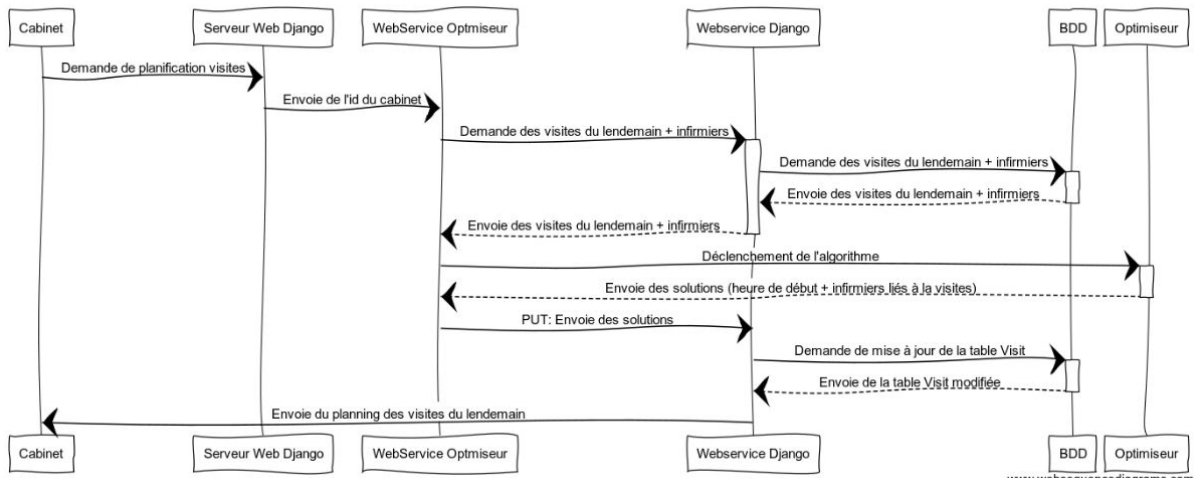 Cabinet
Serveur Web Django
WebService Optmiseur
Webservice Django
BDD
Optimiseur
Demande de planification visites
Envoie de l'id du cabinet
Demande des visites du lendemain + infirmiers
Demande des visites du lendemain + infirmiers
Envoie des visites du lendemain + infirmiers
Envoie des visites du lendemain + infirmiers
Déclenchement de l'algorithme
Envoie des solutions (heure de début + infirmiers liés à la visites)
PUT: Envoie des solutions
Demande de mise à jour de la table Visit
Envoie de la table Visit modifiée
Envoie du planning des visites du lendemain
Cabinet
Serveur Web Django
WebService Optmiseur
Webservice Django
BDD
Optimiseur
www.websequencediagrams.com